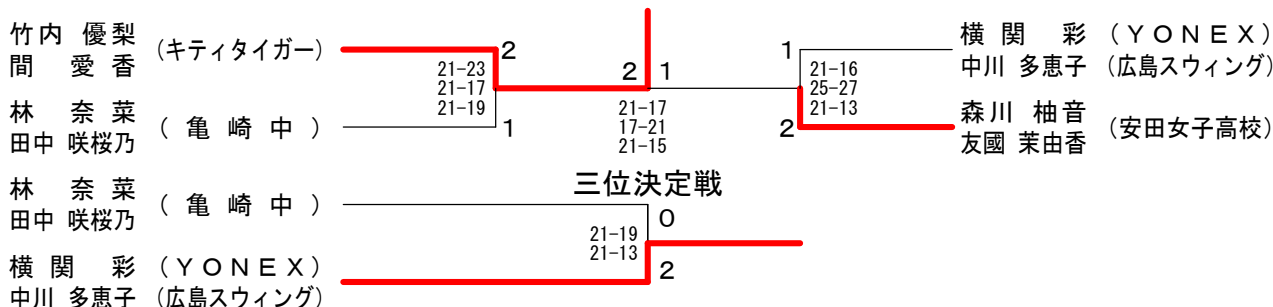 竹内 優梨 (キティタイガー)
間 愛香
林 奈菜 (亀崎中)
田中 咲桜乃
2
21-23
21-17
21-19
1
2 1
21-17
17-21
21-15
1
21-16
25-27
21-13
2
横関 彩 (YONEX)
中川 多恵子 (広島スウィング)
森川 柚音 (安田女子高校)
友國 茉由香
三位決定戦
林 奈菜 (亀崎中)
田中 咲桜乃
横関 彩 (YONEX)
中川 多恵子 (広島スウィング)
0
21-19
21-13
2